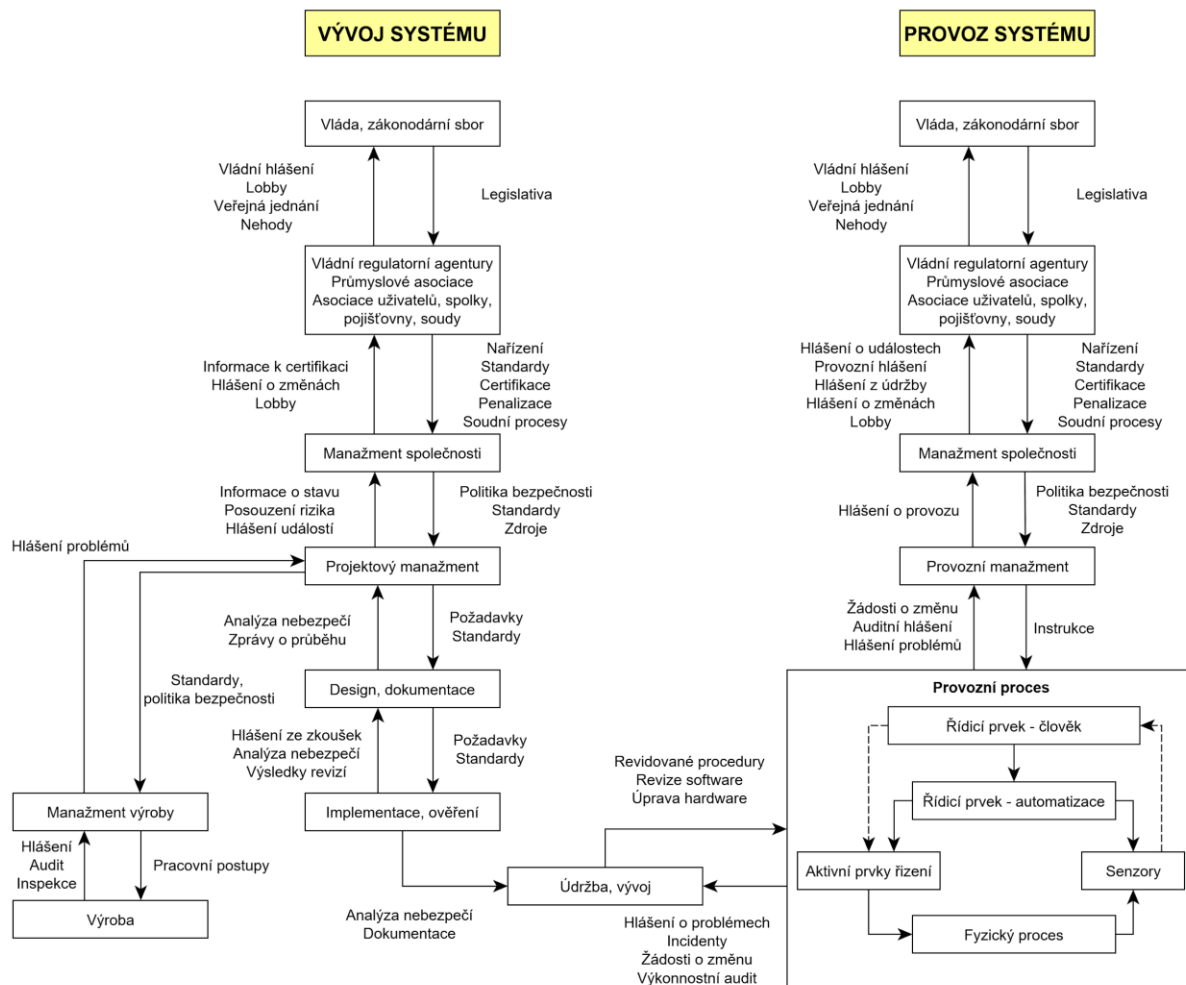 VÝVOJ SYSTÉMU
Vláda, zákonodární sbor
Vládní hlášení
Lobby
Veřejná jednání
Nehody
Legislativa
Vládní regulatorní agentury
Průmyslové asociace
Asociace uživatelů, spolky,
pojišťovny, soudy
Informace k certifikaci
Hlášení o změnách
Lobby
Nařízení
Standardy
Certifikace
Penalizace
Soudní procesy
Manažment společnosti
Informace o stavu
Posouzení rizika
Hlášení událostí
Politika bezpečnosti
Standardy
Zdroje
Hlášení problémů
Projektový manažment
Analýza nebezpečí
Zprávy o průběhu
Požadavky
Standardy
Standardy,
politika bezpečnosti
Design, dokumentace
Hlášení ze zkoušek
Analýza nebezpečí
Výsledky revizí
Požadavky
Standardy
Manažment výroby
Implementace, ověření
Hlášení
Audit
Inspekce
Pracovní postupy
Výroba
Analýza nebezpečí
Dokumentace
Údržba, vývoj
Revidované procedury
Revize software
Úprava hardware
Hlášení o problémech
Incidenty
Žádosti o změnu
Výkonnostní audit
PROVOZ SYSTÉMU
Vláda, zákonodární sbor
Vládní hlášení
Lobby
Veřejná jednání
Nehody
Legislativa
Vládní regulatorní agentury
Průmyslové asociace
Asociace uživatelů, spolky,
pojišťovny, soudy
Hlášení o událostech
Provozní hlášení
Hlášení z údržby
Hlášení o změnách
Lobby
Nařízení
Standardy
Certifikace
Penalizace
Soudní procesy
Manažment společnosti
Hlášení o provozu
Politika bezpečnosti
Standardy
Zdroje
Provozní manažment
Žádosti o změnu
Auditní hlášení
Hlášení problémů
Instrukce
Provozní proces
Řídicí prvek - člověk
Řídicí prvek - automatizace
Aktivní prvky řizení
Senzory
Fyzický proces